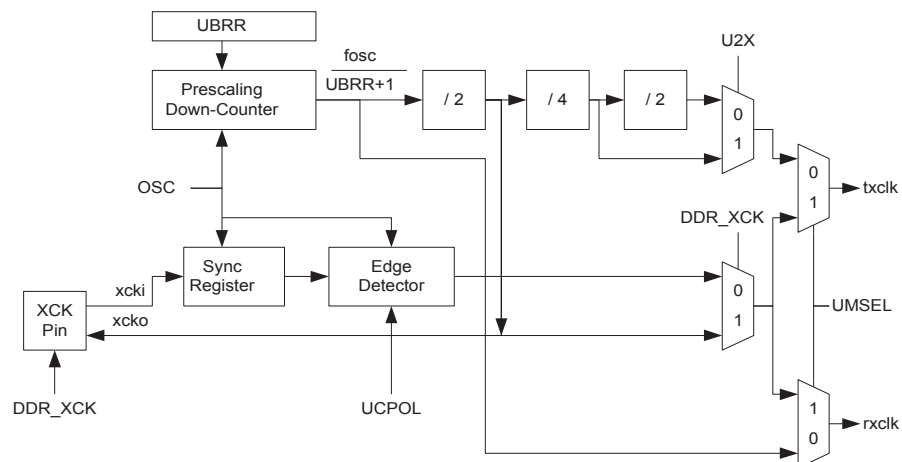 UBRR
fosc
U2X
Prescaling
Down-Counter
UBRR+1
/ 2
/ 4
/ 2
0
1
OSC
0
1
txclk
DDR_XCK
Sync
Register
Edge
Detector
xcki
0
1
XCK
Pin
xcko
UMSEL
DDR_XCK
UCPOL
1
0
rxclk